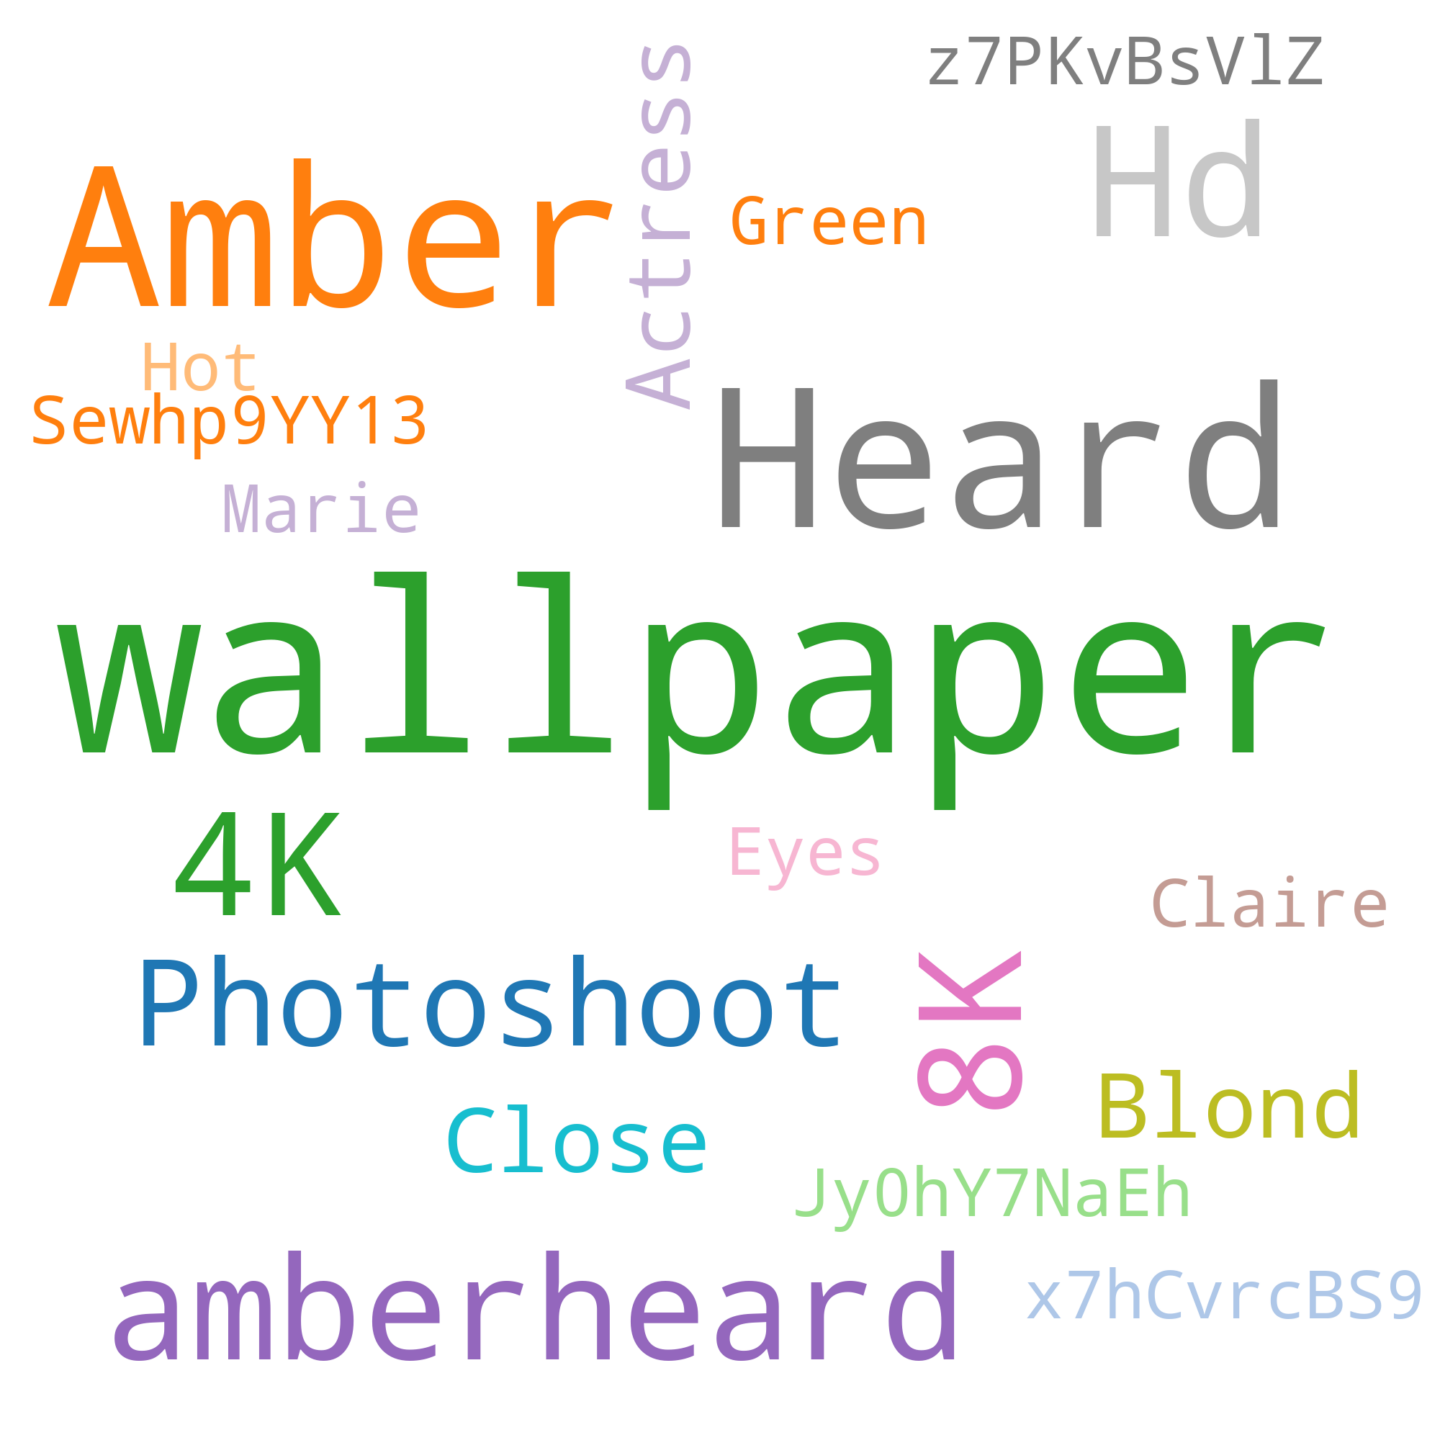 z7PKvBsVlZ
Actress
Hd
Amber
Green
Hot
Sewhp9YY13
Heard
Marie
wallpaper
4K
Eyes
Claire
Photoshoot
8K
Blond
Close
Jy0hY7NaEh
amberheard
x7hCvrcBS9